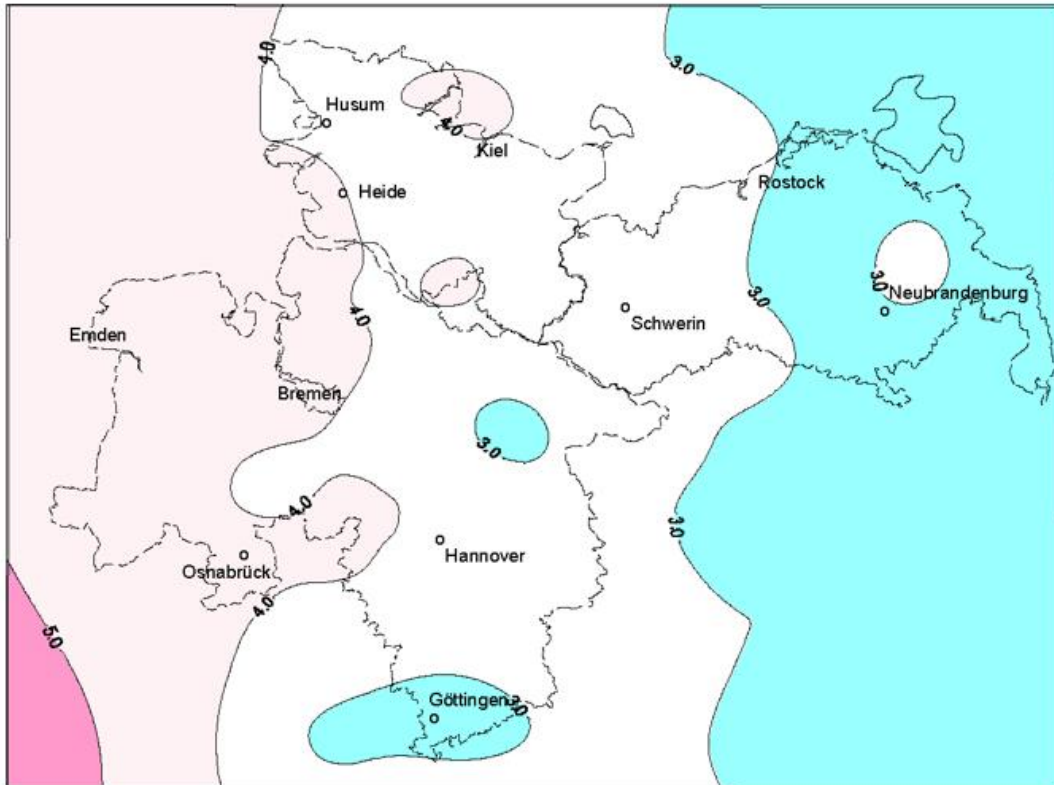 4.0
3.0
Husum
4.0
Kiel
Rostock
Heide
3.0
Neubrandenburg
3.0
4.0
Schwerin
Emden
Bremen
3.0
4.0
3.0
Hannover
Osnabrück
4.0
5.0
Göttingen
3.0